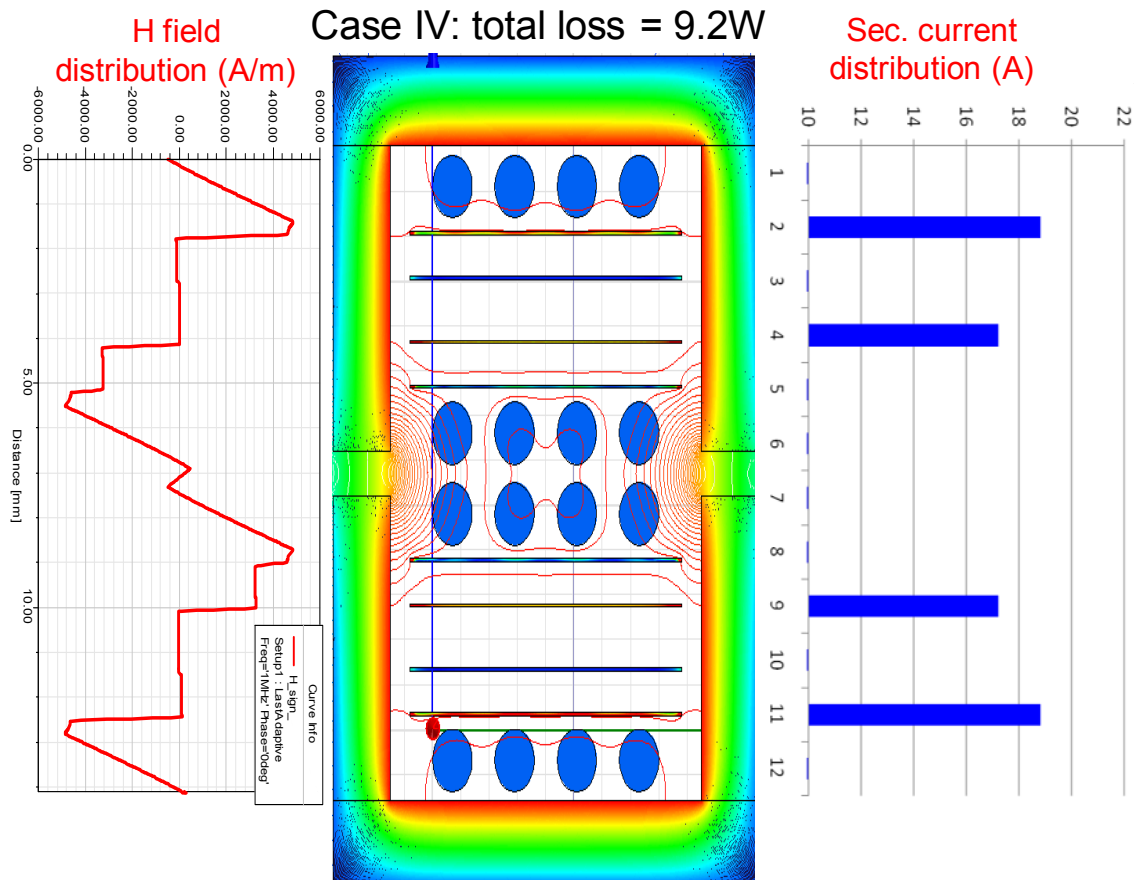 H field
distribution (A/m)
Case IV: total loss = 9.2W
Sec. current
distribution (A)
-6000.00
-4000.00
-2000.00
0.00
2000.00
4000.00
6000.00
0.00
5.00
10.00
Distance [mm]
Curve Info
H_sign_
Setup1 : LastAdaptive
Freq='1MHz' Phase='0deg'
10
12
14
16
18
20
22
1
2
3
4
5
6
7
8
9
10
11
12